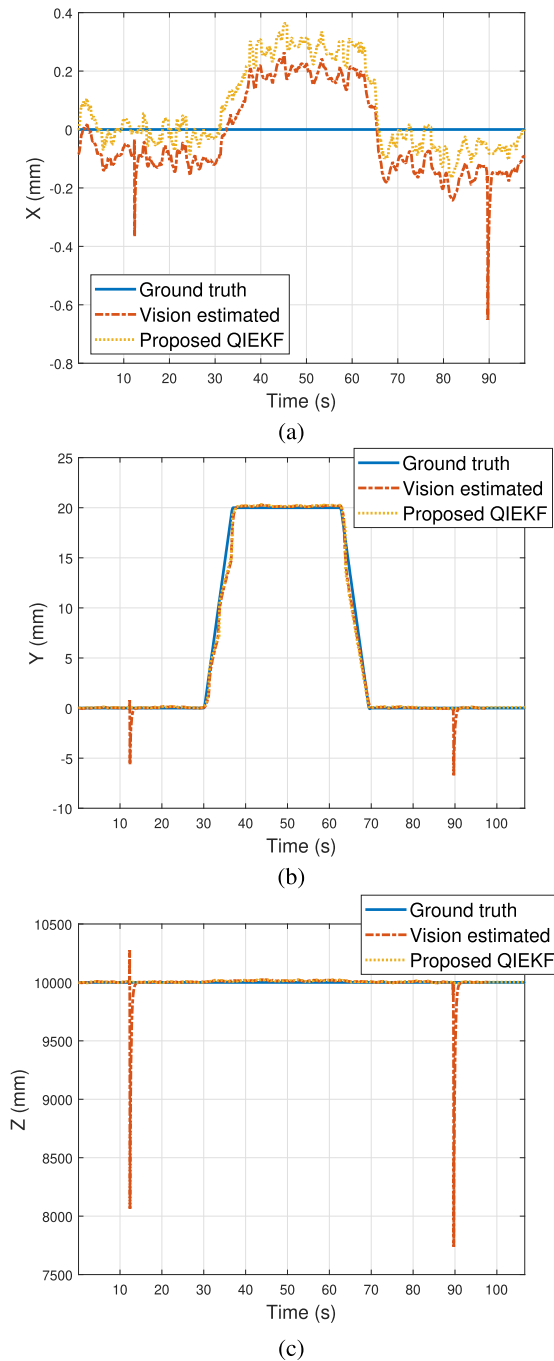 0.4
0.2
0
-0.2
-0.4
-0.6
-0.8
X (mm)
Ground truth
Vision estimated
Proposed QIEKF
10 20 30 40 50 60 70 80 90
Time (s)
(a)
25
20
15
10
5
0
-5
-10
Y (mm)
Ground truth
Vision estimated
Proposed QIEKF
10 20 30 40 50 60 70 80 90 100
Time (s)
(b)
10500
10000
9500
9000
8500
8000
7500
Z (mm)
Ground truth
Vision estimated
Proposed QIEKF
10 20 30 40 50 60 70 80 90 100
Time (s)
(c)